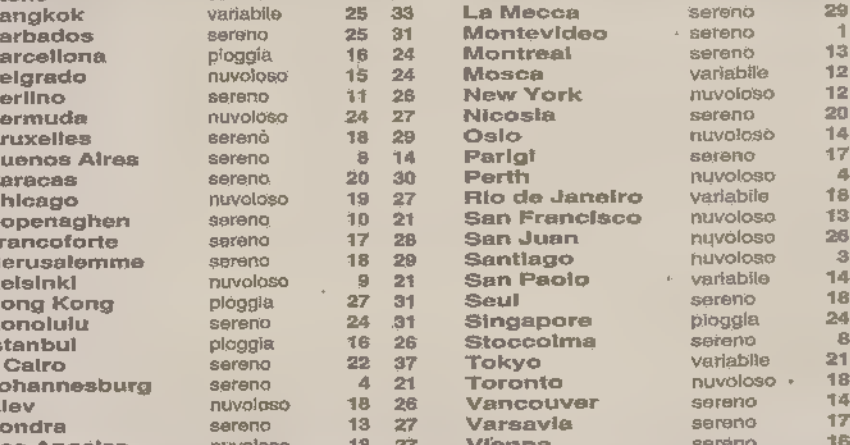 angkok variabile 25 33
arbados sereno 25 31
arcellona pioggia 16 24
elgrado nuvoloso 15 24
erlino sereno 11 26
ermuda nuvoloso 24 27
ruxelles sereno 18 29
uenos Aires sereno 8 14
aracas sereno 20 30
hicago nuvoloso 19 27
openaghen sereno 10 21
rancoforte sereno 17 28
erusalemme sereno 18 29
elsinki nuvoloso 9 21
ong Kong pioggia 27 31
onolulu sereno 24 31
stanbul pioggia 16 26
Cairo sereno 22 37
ohannesburg sereno 4 21
iev nuvoloso 18 26
ondra sereno 13 27
La Mecca sereno 29
Montevideo sereno 1
Montreal sereno 13
Mosca variabile 12
New York nuvoloso 12
Nicosia sereno 20
Oslo nuvoloso 14
Parigi sereno 17
Perth nuvoloso 4
Rio de Janeiro variabile 18
San Francisco nuvoloso 13
San Juan nuvoloso 26
Santiago nuvoloso 3
San Paolo variabile 14
Seul sereno 18
Singapore pioggia 24
Stoccolma sereno 8
Tokyo variabile 21
Toronto nuvoloso 18
Vancouver sereno 14
Varsavia sereno 17